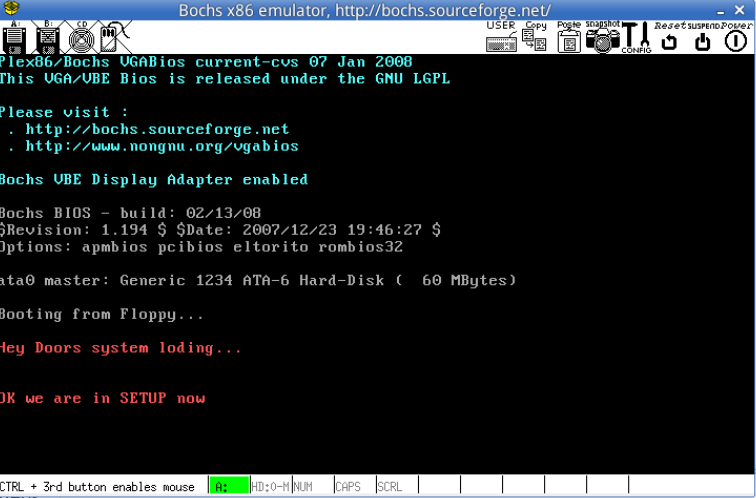 Bochs x86 emulator, http://bochs.sourceforge.net/
A: B: CD USER Copy Paste snapshot CONFIG Reset SUSPEND Power
Plex86/Bochs VGABios current-cvs 07 Jan 2008
This VGA/VBE Bios is released under the GNU LGPL
Please visit :
. http://bochs.sourceforge.net
. http://www.nongnu.org/vgabios
Bochs VBE Display Adapter enabled
Bochs BIOS - build: 02/13/08
$Revision: 1.194 $ $Date: 2007/12/23 19:46:27 $
Options: apmbios pcibios eltorito rombios32
ata0 master: Generic 1234 ATA-6 Hard-Disk ( 60 MBytes)
Booting from Floppy...
Hey Doors system loding...
OK we are in SETUP now
CTRL + 3rd button enables mouse A: HD:0-M NUM CAPS SCRL